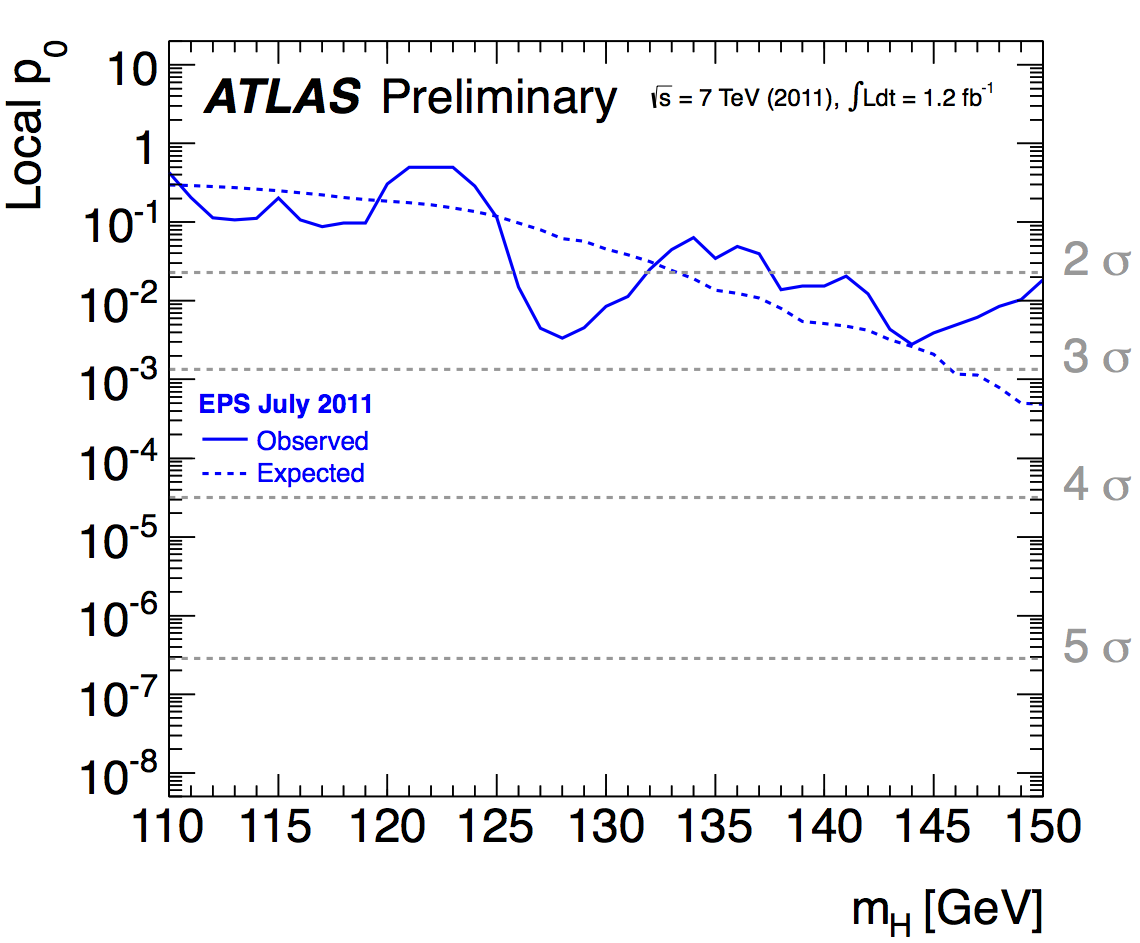 Local p0
ATLAS Preliminary
√s = 7 TeV (2011), ∫Ldt = 1.2 fb-1
10
1
10-1
10-2
10-3
10-4
10-5
10-6
10-7
10-8
2 σ
3 σ
4 σ
5 σ
EPS July 2011
Observed
Expected
110 115 120 125 130 135 140 145 150
mH [GeV]